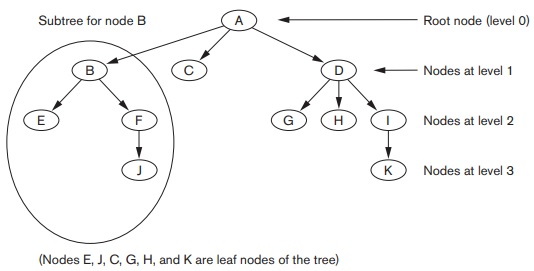 Subtree for node B
A
Root node (level 0)
B
C
D
Nodes at level 1
E
F
G
H
I
Nodes at level 2
J
K
Nodes at level 3
(Nodes E, J, C, G, H, and K are leaf nodes of the tree)